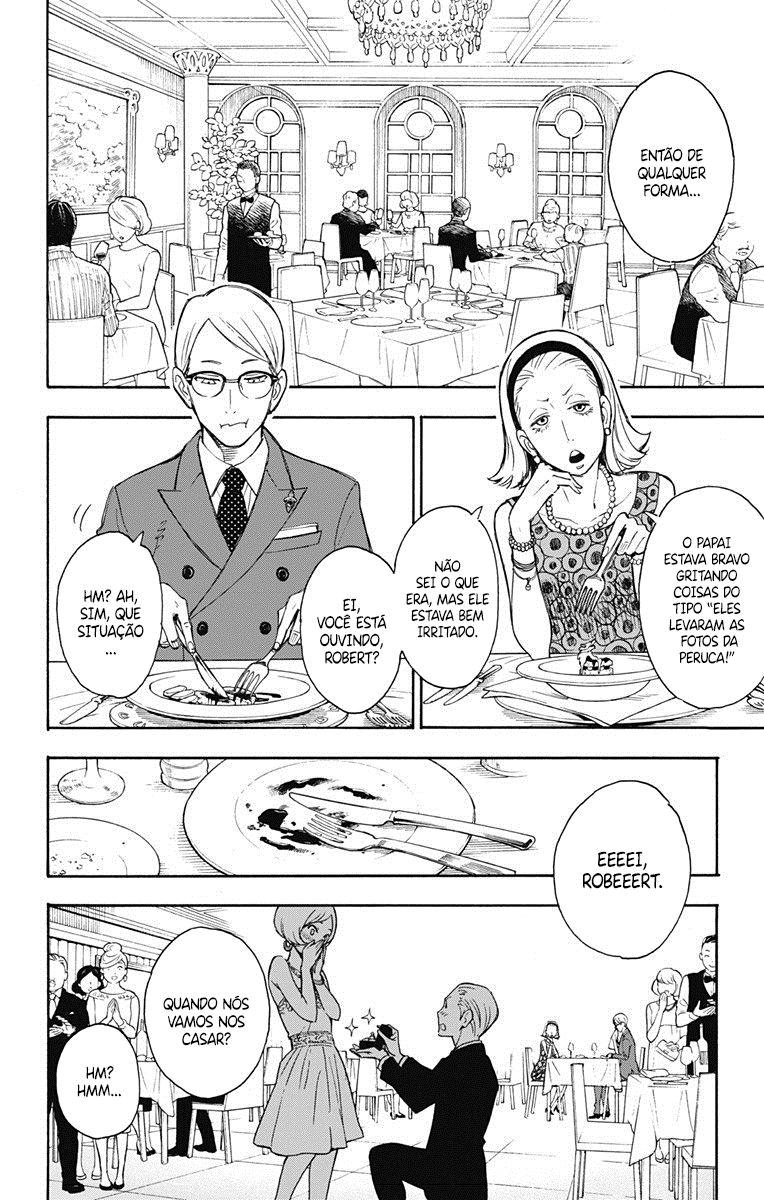 ENTÃO DE
QUALQUER
FORMA...
O PAPAI
ESTAVA BRAVO
GRITANDO
COISAS DO
TIPO “ELES
LEVARAM AS
FOTOS DA
PERUCA!”
NÃO
SEI O QUE
ERA, MAS ELE
ESTAVA BEM
IRRITADO.
EI,
VOCÊ ESTÁ
OUVINDO,
ROBERT?
HM? AH,
SIM, QUE
SITUAÇÃO
...
EEEEI,
ROBEEERT.
QUANDO NÓS
VAMOS NOS
CASAR?
HM?
HMM...